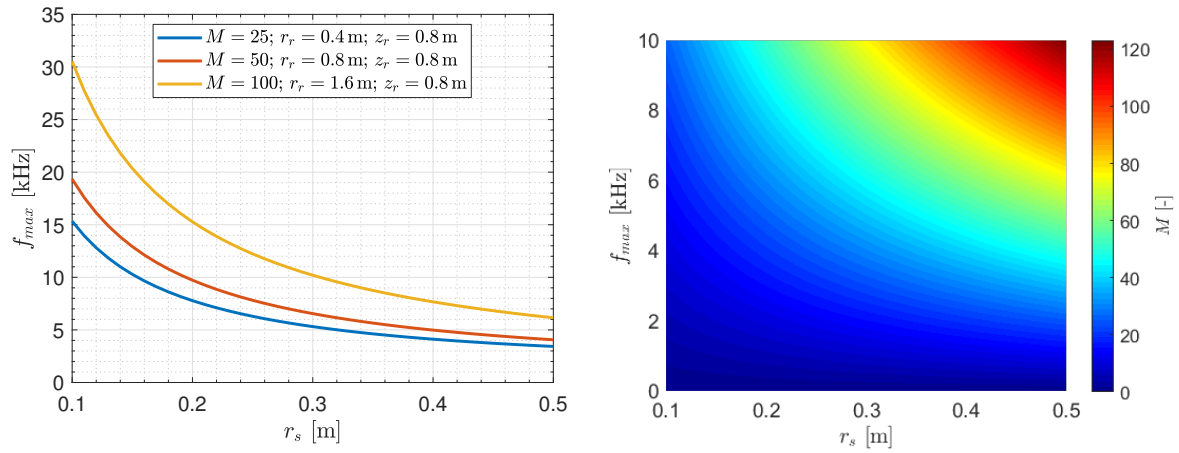 35
30
25
20
15
10
5
0
f_max [kHz]
M = 25; r_r = 0.4 m; z_r = 0.8 m
M = 50; r_r = 0.8 m; z_r = 0.8 m
M = 100; r_r = 1.6 m; z_r = 0.8 m
0.1 0.2 0.3 0.4 0.5
r_s [m]
10
8
6
4
2
0
f_max [kHz]
0.1 0.2 0.3 0.4 0.5
r_s [m]
120
100
80
60
40
20
0
M [-]